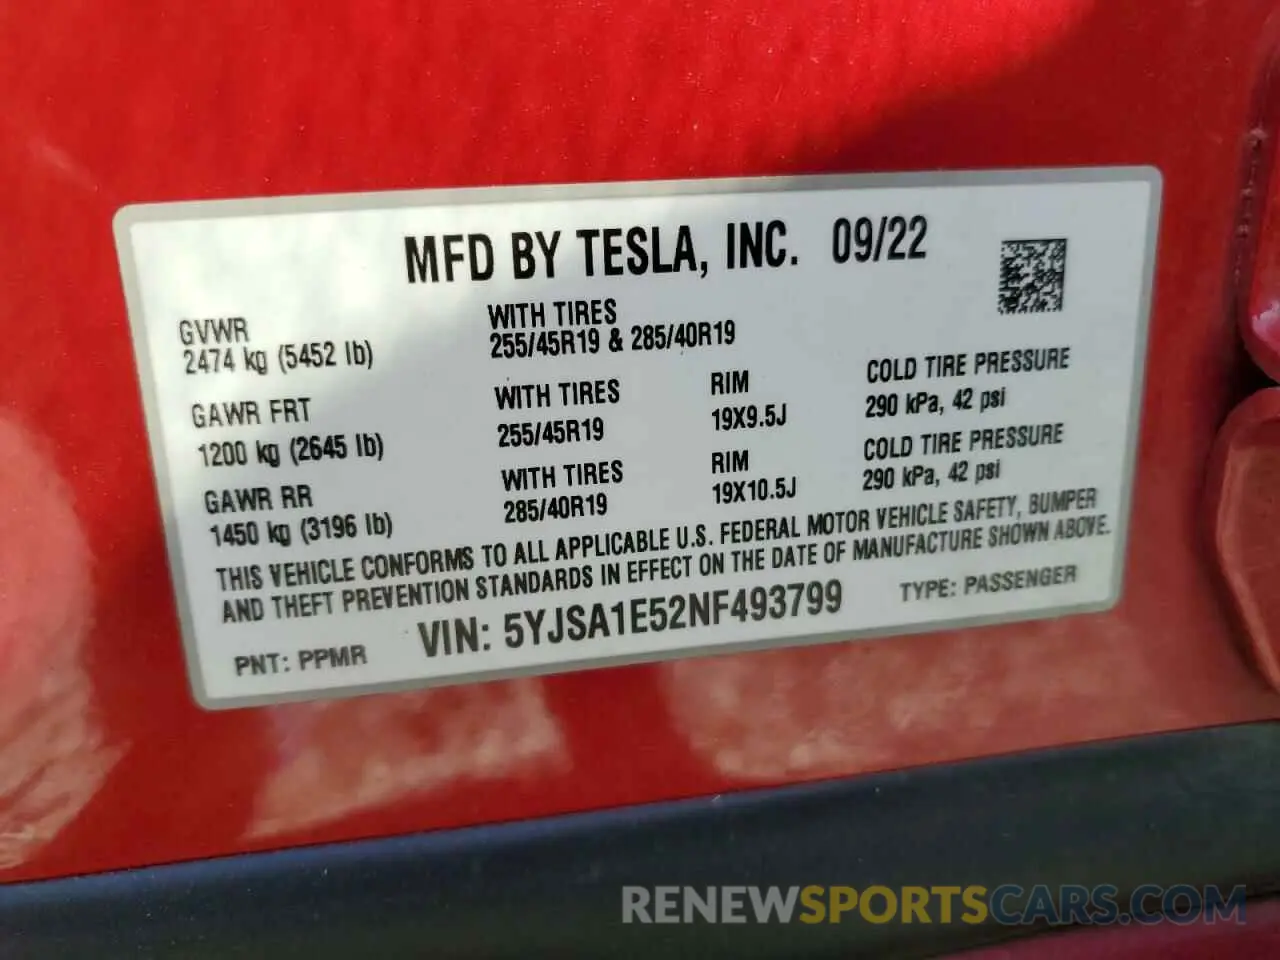 MFD BY TESLA, INC. 09/22
GVWR
2474 kg (5452 lb)
WITH TIRES
255/45R19 & 285/40R19
GAWR FRT
1200 kg (2645 lb)
WITH TIRES
255/45R19
RIM
19X9.5J
COLD TIRE PRESSURE
290 kPa, 42 psi
GAWR RR
1450 kg (3196 lb)
WITH TIRES
285/40R19
RIM
19X10.5J
COLD TIRE PRESSURE
290 kPa, 42 psi
THIS VEHICLE CONFORMS TO ALL APPLICABLE U.S. FEDERAL MOTOR VEHICLE SAFETY, BUMPER
AND THEFT PREVENTION STANDARDS IN EFFECT ON THE DATE OF MANUFACTURE SHOWN ABOVE.
PNT: PPMR
VIN: 5YJSA1E52NF493799
TYPE: PASSENGER
RENEWSPORTSCARS.COM